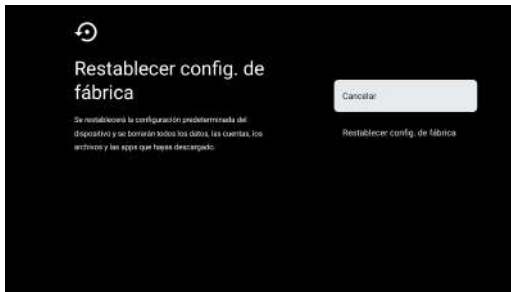 Restablecer config. de
fábrica
Se restablecerá la configuración predeterminada del
dispositivo y se borrarán todos los datos, las cuentas, los
archivos y las apps que hayas descargado.
Cancelar
Restablecer config. de fábrica